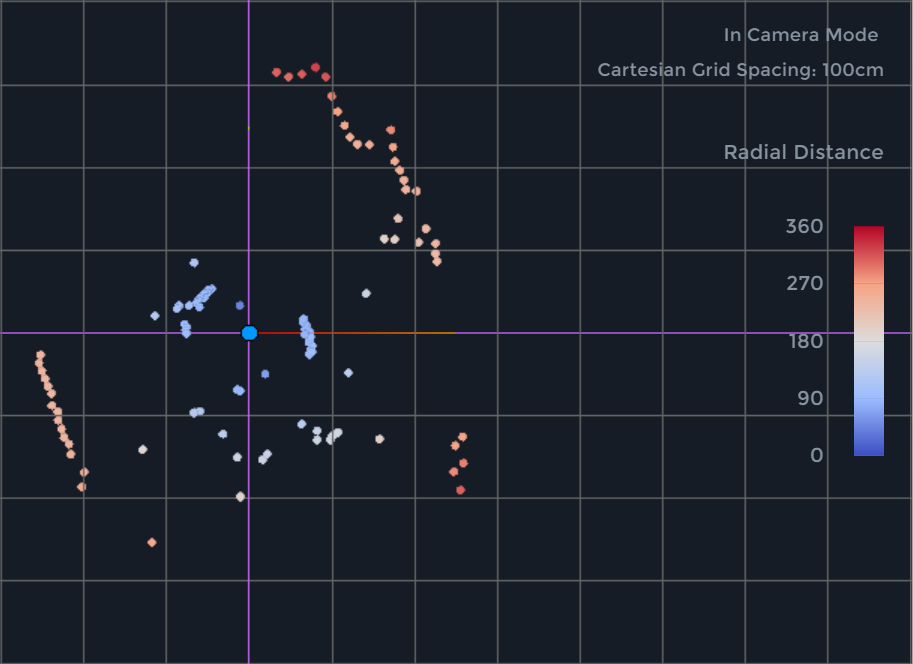 In Camera Mode
Cartesian Grid Spacing: 100cm
Radial Distance
360
270
180
90
0